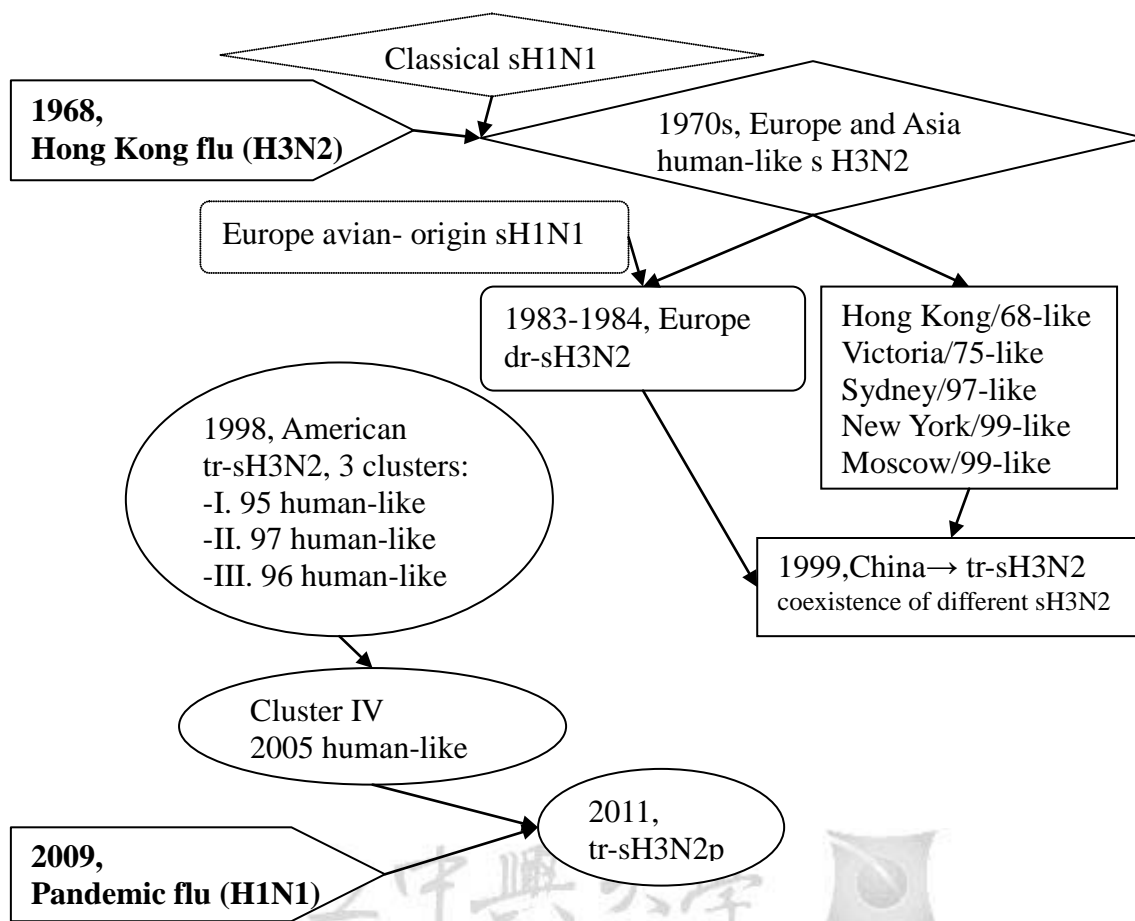 Classical sH1N1
1968,
Hong Kong flu (H3N2)
1970s, Europe and Asia
human-like s H3N2
Europe avian- origin sH1N1
1983-1984, Europe
dr-sH3N2
Hong Kong/68-like
Victoria/75-like
Sydney/97-like
New York/99-like
Moscow/99-like
1998, American
tr-sH3N2, 3 clusters:
-I. 95 human-like
-II. 97 human-like
-III. 96 human-like
1999,China→ tr-sH3N2
coexistence of different sH3N2
Cluster IV
2005 human-like
2011,
tr-sH3N2p
2009,
Pandemic flu (H1N1)
中興大學